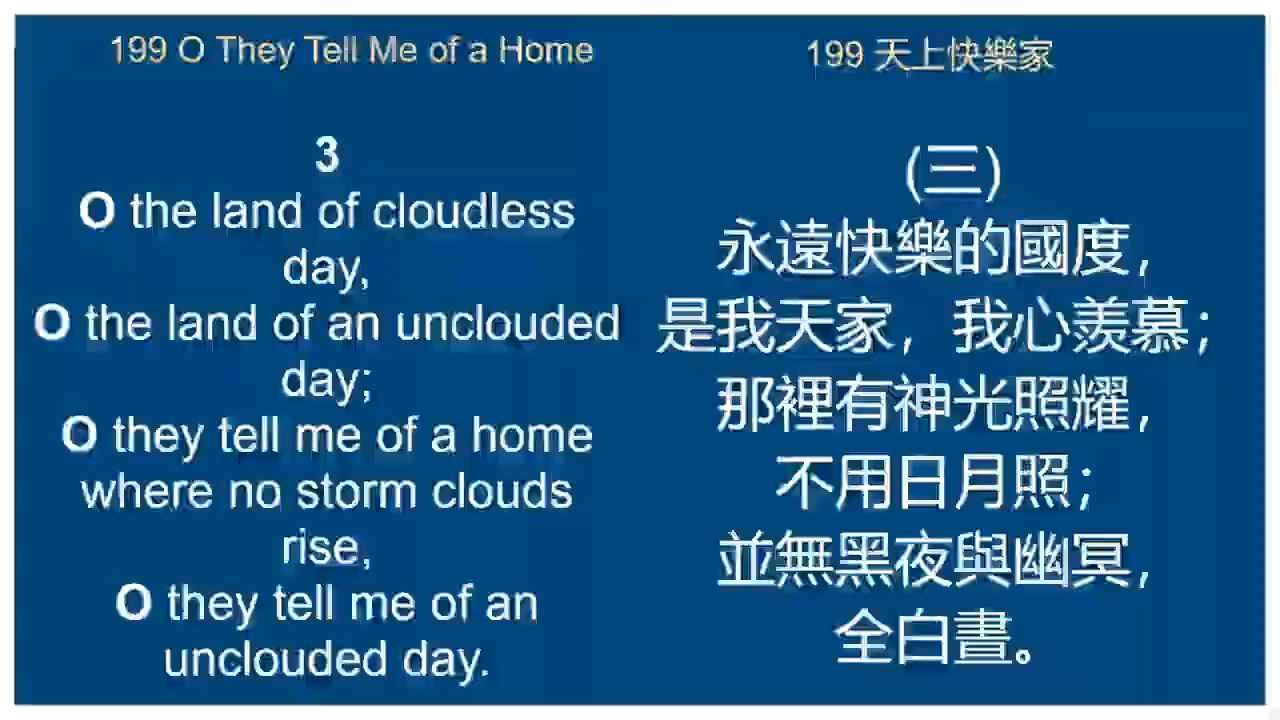 199 O They Tell Me of a Home
3
O the land of cloudless
day,
O the land of an unclouded
day;
O they tell me of a home
where no storm clouds
rise,
O they tell me of an
unclouded day.
199 天上快樂家
(三)
永遠快樂的國度，
是我天家，我心羨慕；
那裡有神光照耀，
不用日月照；
並無黑夜與幽冥，
全白晝。